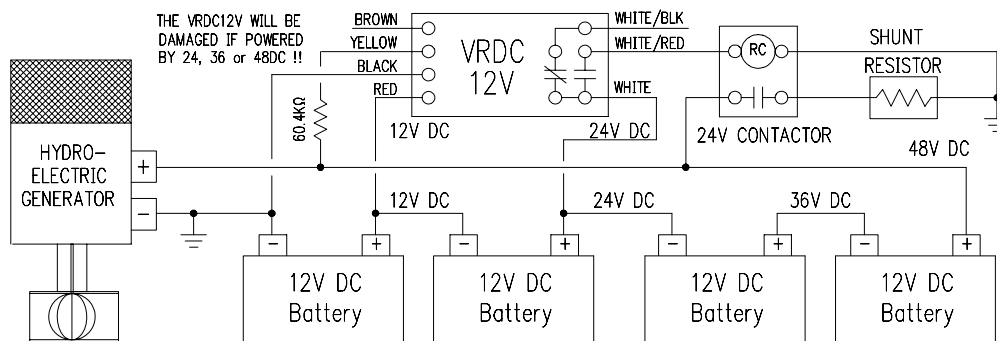 THE VRDC12V WILL BE
DAMAGED IF POWERED
BY 24, 36 or 48DC !!
BROWN
YELLOW
BLACK
RED
VRDC
12V
WHITE/BLK
WHITE/RED
WHITE
RC
SHUNT
RESISTOR
60.4KΩ
12V DC
24V DC
24V CONTACTOR
48V DC
HYDRO-
ELECTRIC
GENERATOR
+
-
12V DC
24V DC
36V DC
- +
- +
- +
- +
12V DC
Battery
12V DC
Battery
12V DC
Battery
12V DC
Battery